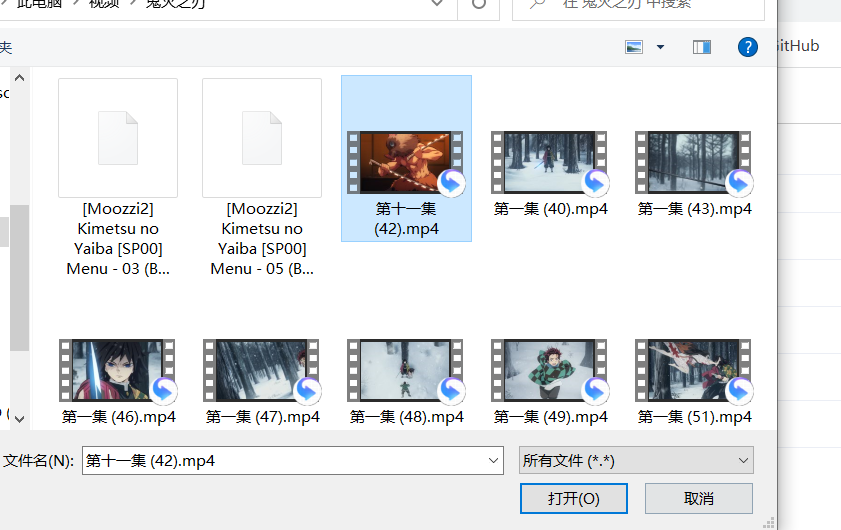 此电脑 > 视频 > 鬼灭之刃
在 鬼灭之刃 中搜索
夹
itHub
[Moozzi2]
Kimetsu no
Yaiba [SP00]
Menu - 03 (B...
[Moozzi2]
Kimetsu no
Yaiba [SP00]
Menu - 05 (B...
第十一集
(42).mp4
第一集 (40).mp4
第一集 (43).mp4
第一集 (46).mp4
第一集 (47).mp4
第一集 (48).mp4
第一集 (49).mp4
第一集 (51).mp4
文件名(N):
第十一集 (42).mp4
所有文件 (*.*)
打开(O)
取消